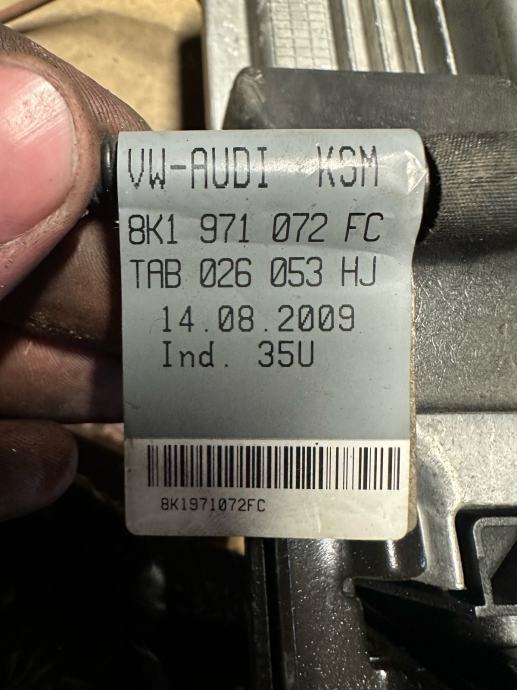 VW-AUDI KSM
8K1 971 072 FC
TAB 026 053 HJ
14.08.2009
Ind. 35U
8K1971072FC